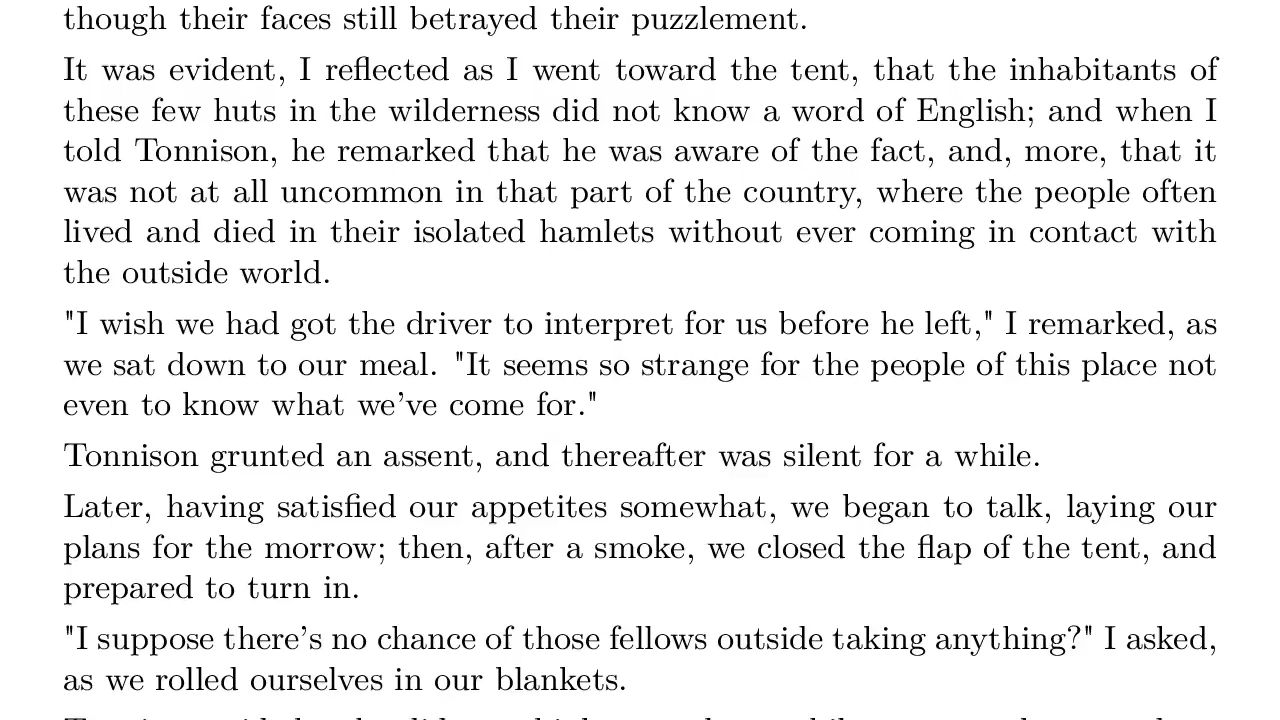 though their faces still betrayed their puzzlement.
It was evident, I reflected as I went toward the tent, that the inhabitants of
these few huts in the wilderness did not know a word of English; and when I
told Tonnison, he remarked that he was aware of the fact, and, more, that it
was not at all uncommon in that part of the country, where the people often
lived and died in their isolated hamlets without ever coming in contact with
the outside world.
"I wish we had got the driver to interpret for us before he left," I remarked, as
we sat down to our meal. "It seems so strange for the people of this place not
even to know what we've come for."
Tonnison grunted an assent, and thereafter was silent for a while.
Later, having satisfied our appetites somewhat, we began to talk, laying our
plans for the morrow; then, after a smoke, we closed the flap of the tent, and
prepared to turn in.
"I suppose there's no chance of those fellows outside taking anything?" I asked,
as we rolled ourselves in our blankets.